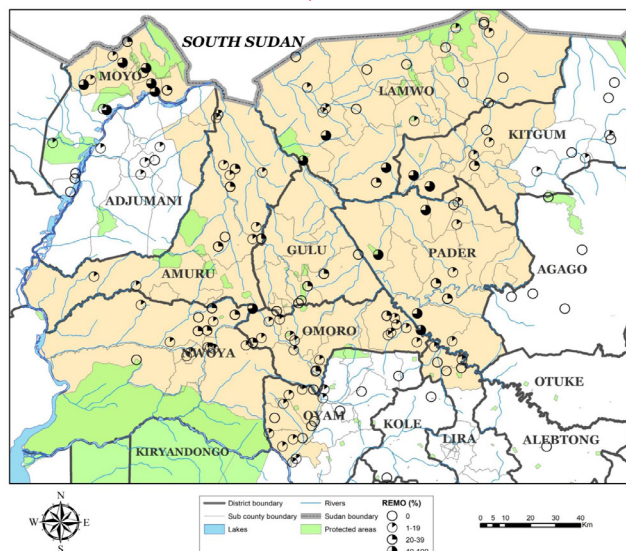 SOUTH SUDAN
MOYO
LAMWO
KITGUM
ADJUMANI
GULU
PADER
AGAGO
AMURU
OMORO
NWOYA
OTUKE
OYAM
KOLE
LIRA
ALEBTONG
KIRYANDONGO
N
W E
S
District boundary Rivers REMO (%)
Sub county boundary Sudan boundary 0
Lakes Protected areas 1-19
20-39
40-100
0 5 10 20 30 40
Km